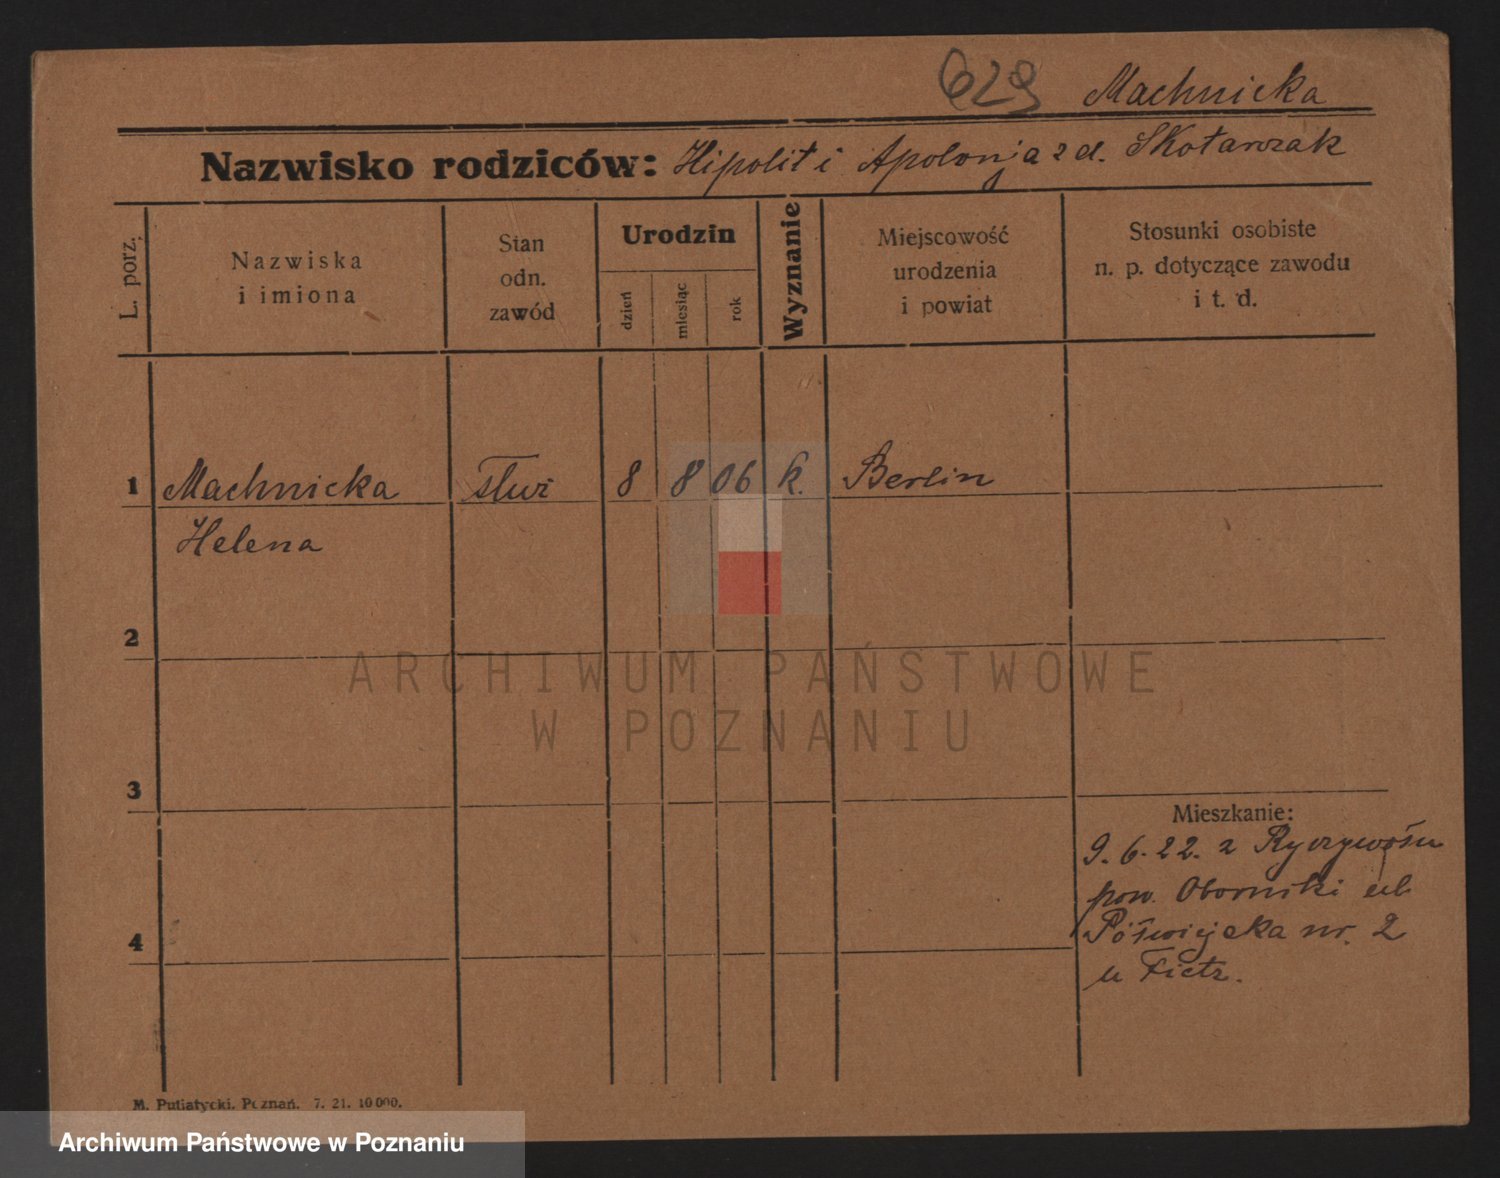 629 Machnicka
Nazwisko rodziców: Hipolit i Apolonja z d. Skotarczak
L. porz.
Nazwiska
i imiona
Stan
odn.
zawód
Urodzin
dzień
miesiąc
rok
Wyznanie
Miejscowość
urodzenia
i powiat
Stosunki osobiste
n. p. dotyczące zawodu
i t. d.
1 Machnicka służ 8 8 06 k. Berlin
Helena
2
3
Mieszkanie:
9. 6. 22. z Ryczywołu
pow. Oborniki ul.
Półwiejska nr. 2
u Fietz.
4
M. Putiatycki, Poznań. 7. 21. 10 000.
ARCHIWUM PAŃSTWOWE
W POZNANIU
Archiwum Państwowe w Poznaniu